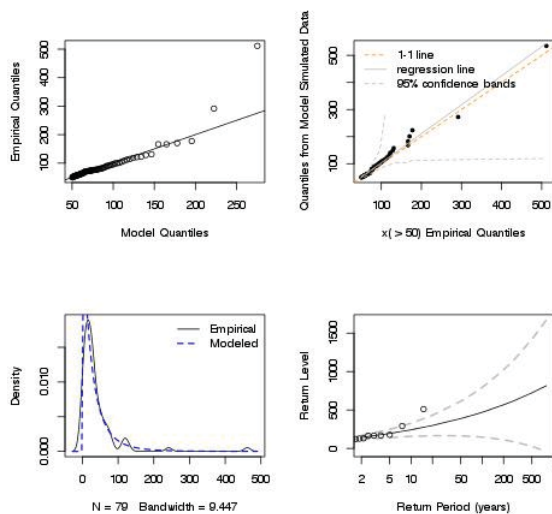 Empirical Quantiles
100 200 300 400 500
50 100 150 200 250
Model Quantiles
Quantiles from Model Simulated Data
100 300 500
1-1 line
regression line
95% confidence bands
100 200 300 400 500
x( > 50) Empirical Quantiles
Density
0.000 0.010
Empirical
Modeled
0 100 200 300 400 500
N = 79 Bandwidth = 9.447
Return Level
0 500 1000 1500
2 5 10 50 200 500
Return Period (years)